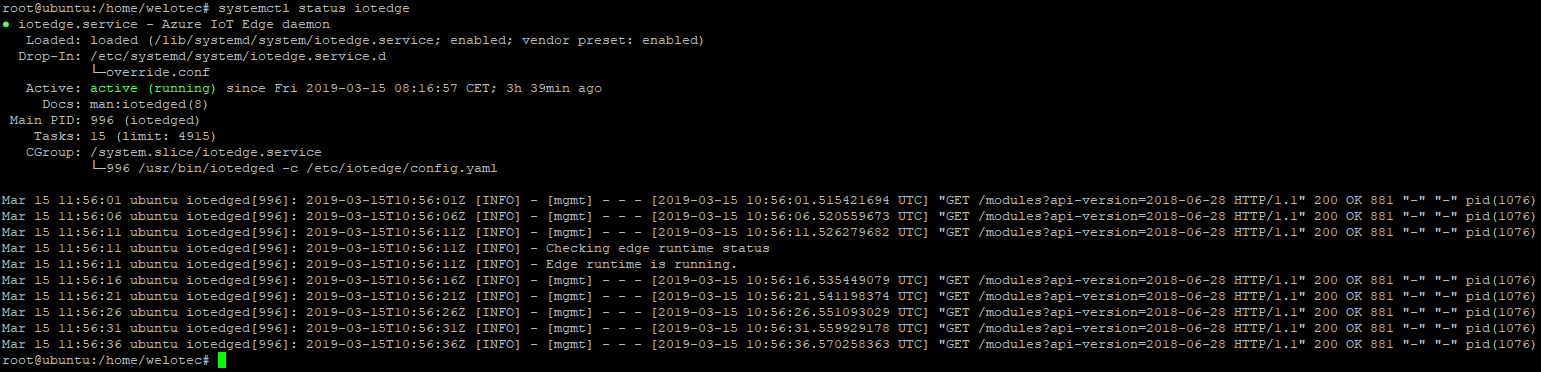 root@ubuntu:/home/welotec# systemctl status iotedge
● iotedge.service - Azure IoT Edge daemon
   Loaded: loaded (/lib/systemd/system/iotedge.service; enabled; vendor preset: enabled)
  Drop-In: /etc/systemd/system/iotedge.service.d
           └─override.conf
   Active: active (running) since Fri 2019-03-15 08:16:57 CET; 3h 39min ago
     Docs: man:iotedged(8)
 Main PID: 996 (iotedged)
    Tasks: 15 (limit: 4915)
   CGroup: /system.slice/iotedge.service
           └─996 /usr/bin/iotedged -c /etc/iotedge/config.yaml

Mar 15 11:56:01 ubuntu iotedged[996]: 2019-03-15T10:56:01Z [INFO] - [mgmt] - - - [2019-03-15 10:56:01.515421694 UTC] "GET /modules?api-version=2018-06-28 HTTP/1.1" 200 OK 881 "-" "-" pid(1076)
Mar 15 11:56:06 ubuntu iotedged[996]: 2019-03-15T10:56:06Z [INFO] - [mgmt] - - - [2019-03-15 10:56:06.520559673 UTC] "GET /modules?api-version=2018-06-28 HTTP/1.1" 200 OK 881 "-" "-" pid(1076)
Mar 15 11:56:11 ubuntu iotedged[996]: 2019-03-15T10:56:11Z [INFO] - [mgmt] - - - [2019-03-15 10:56:11.526279682 UTC] "GET /modules?api-version=2018-06-28 HTTP/1.1" 200 OK 881 "-" "-" pid(1076)
Mar 15 11:56:11 ubuntu iotedged[996]: 2019-03-15T10:56:11Z [INFO] - Checking edge runtime status
Mar 15 11:56:11 ubuntu iotedged[996]: 2019-03-15T10:56:11Z [INFO] - Edge runtime is running.
Mar 15 11:56:16 ubuntu iotedged[996]: 2019-03-15T10:56:16Z [INFO] - [mgmt] - - - [2019-03-15 10:56:16.535449079 UTC] "GET /modules?api-version=2018-06-28 HTTP/1.1" 200 OK 881 "-" "-" pid(1076)
Mar 15 11:56:21 ubuntu iotedged[996]: 2019-03-15T10:56:21Z [INFO] - [mgmt] - - - [2019-03-15 10:56:21.541198374 UTC] "GET /modules?api-version=2018-06-28 HTTP/1.1" 200 OK 881 "-" "-" pid(1076)
Mar 15 11:56:26 ubuntu iotedged[996]: 2019-03-15T10:56:26Z [INFO] - [mgmt] - - - [2019-03-15 10:56:26.551093029 UTC] "GET /modules?api-version=2018-06-28 HTTP/1.1" 200 OK 881 "-" "-" pid(1076)
Mar 15 11:56:31 ubuntu iotedged[996]: 2019-03-15T10:56:31Z [INFO] - [mgmt] - - - [2019-03-15 10:56:31.559929178 UTC] "GET /modules?api-version=2018-06-28 HTTP/1.1" 200 OK 881 "-" "-" pid(1076)
Mar 15 11:56:36 ubuntu iotedged[996]: 2019-03-15T10:56:36Z [INFO] - [mgmt] - - - [2019-03-15 10:56:36.570258363 UTC] "GET /modules?api-version=2018-06-28 HTTP/1.1" 200 OK 881 "-" "-" pid(1076)
root@ubuntu:/home/welotec#